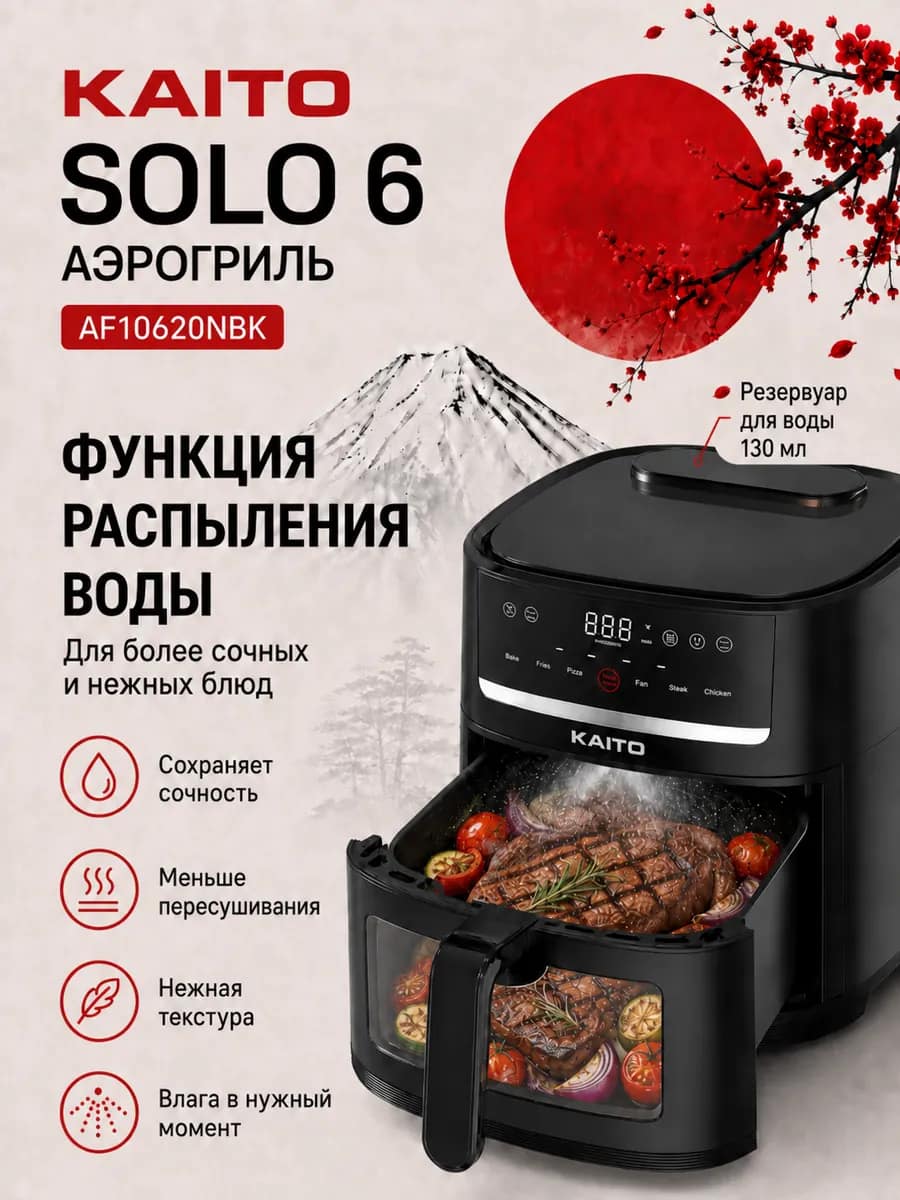 KAITO
SOLO 6
АЭРОГРИЛЬ
AF10620NBK
Резервуар
для воды
130 мл
ФУНКЦИЯ
РАСПЫЛЕНИЯ
ВОДЫ
Для более сочных
и нежных блюд
888
Bake
Fries
Pizza
Fan
Steak
Chicken
KAITO
Сохраняет
сочность
Меньше
пересушивания
Нежная
текстура
Влага в нужный
момент